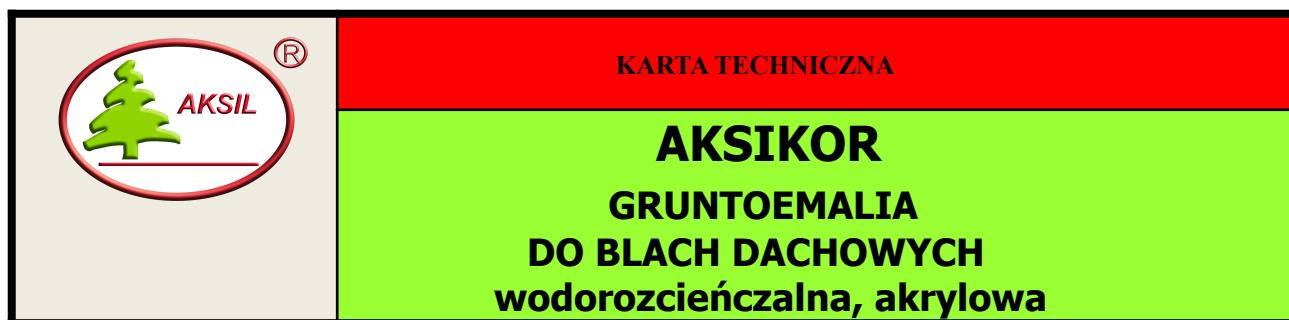 ®
AKSIL
KARTA TECHNICZNA
AKSIKOR
GRUNTOEMALIA
DO BLACH DACHOWYCH
wodorozcieńczalna, akrylowa